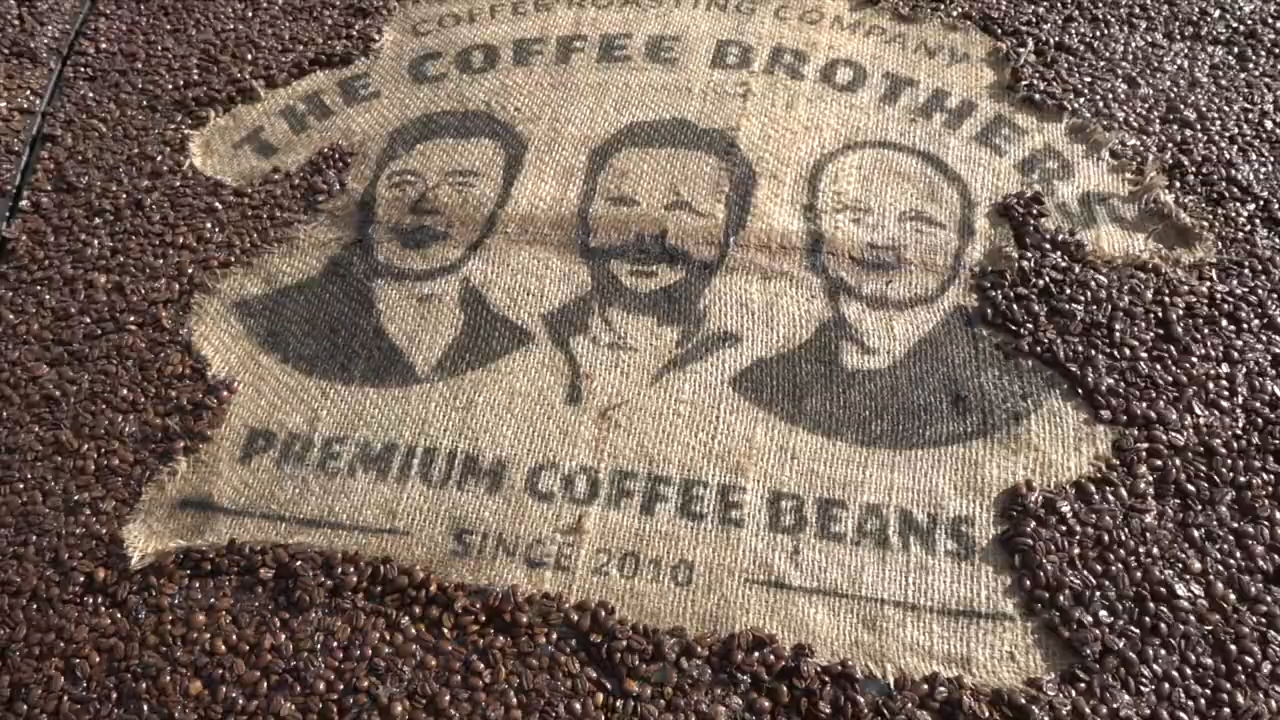 COFFEE ROASTING COMPANY
THE COFFEE BROTHERS
PREMIUM COFFEE BEANS
SINCE 2010